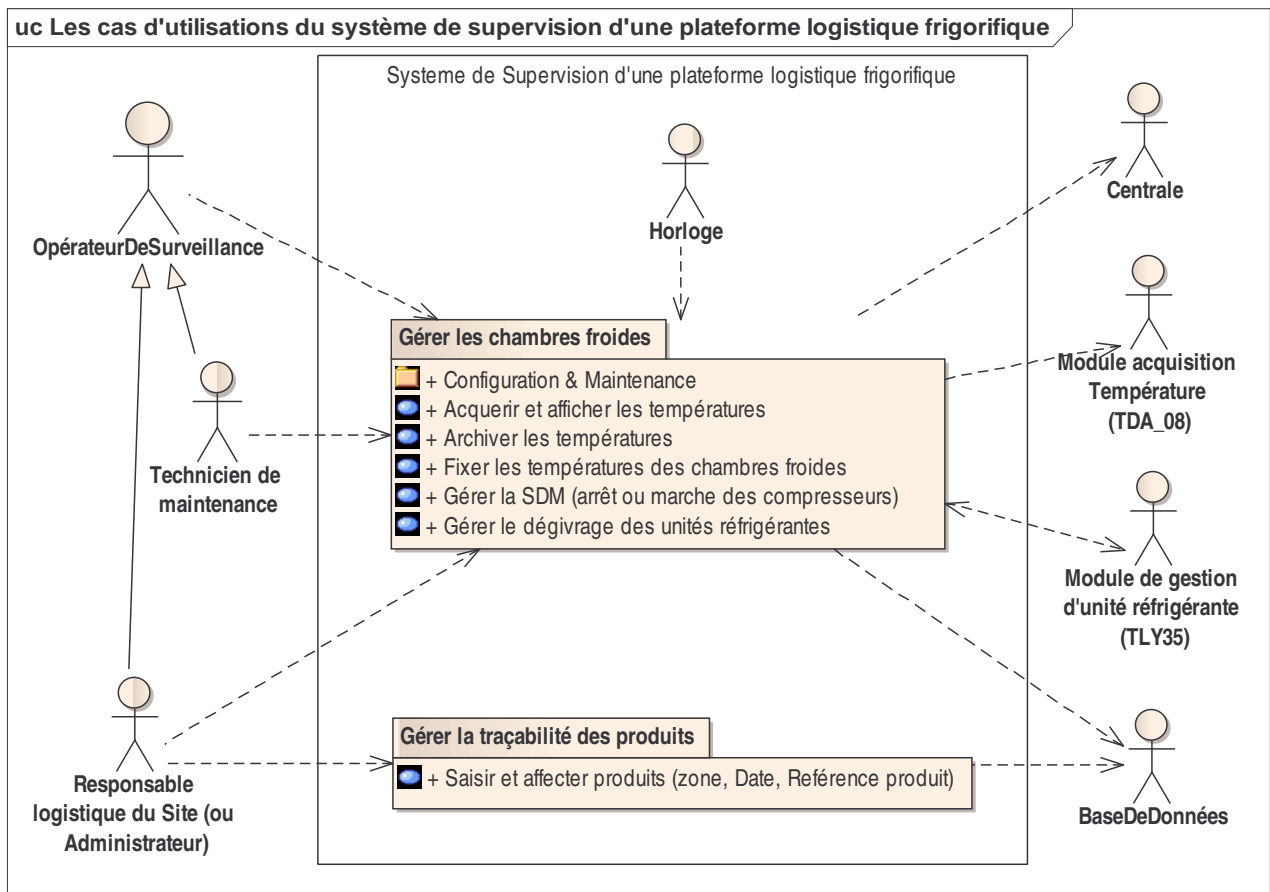 uc Les cas d'utilisations du système de supervision d'une plateforme logistique frigorifique
Systeme de Supervision d'une plateforme logistique frigorifique
OpérateurDeSurveillance
Horloge
Centrale
Module acquisition
Température
(TDA_08)
Technicien de
maintenance
Gérer les chambres froides
+ Configuration & Maintenance
+ Acquerir et afficher les températures
+ Archiver les températures
+ Fixer les températures des chambres froides
+ Gérer la SDM (arrêt ou marche des compresseurs)
+ Gérer le dégivrage des unités réfrigérantes
Module de gestion
d'unité réfrigérante
(TLY35)
Responsable
logistique du Site (ou
Administrateur)
Gérer la traçabilité des produits
+ Saisir et affecter produits (zone, Date, Reférence produit)
BaseDeDonnées